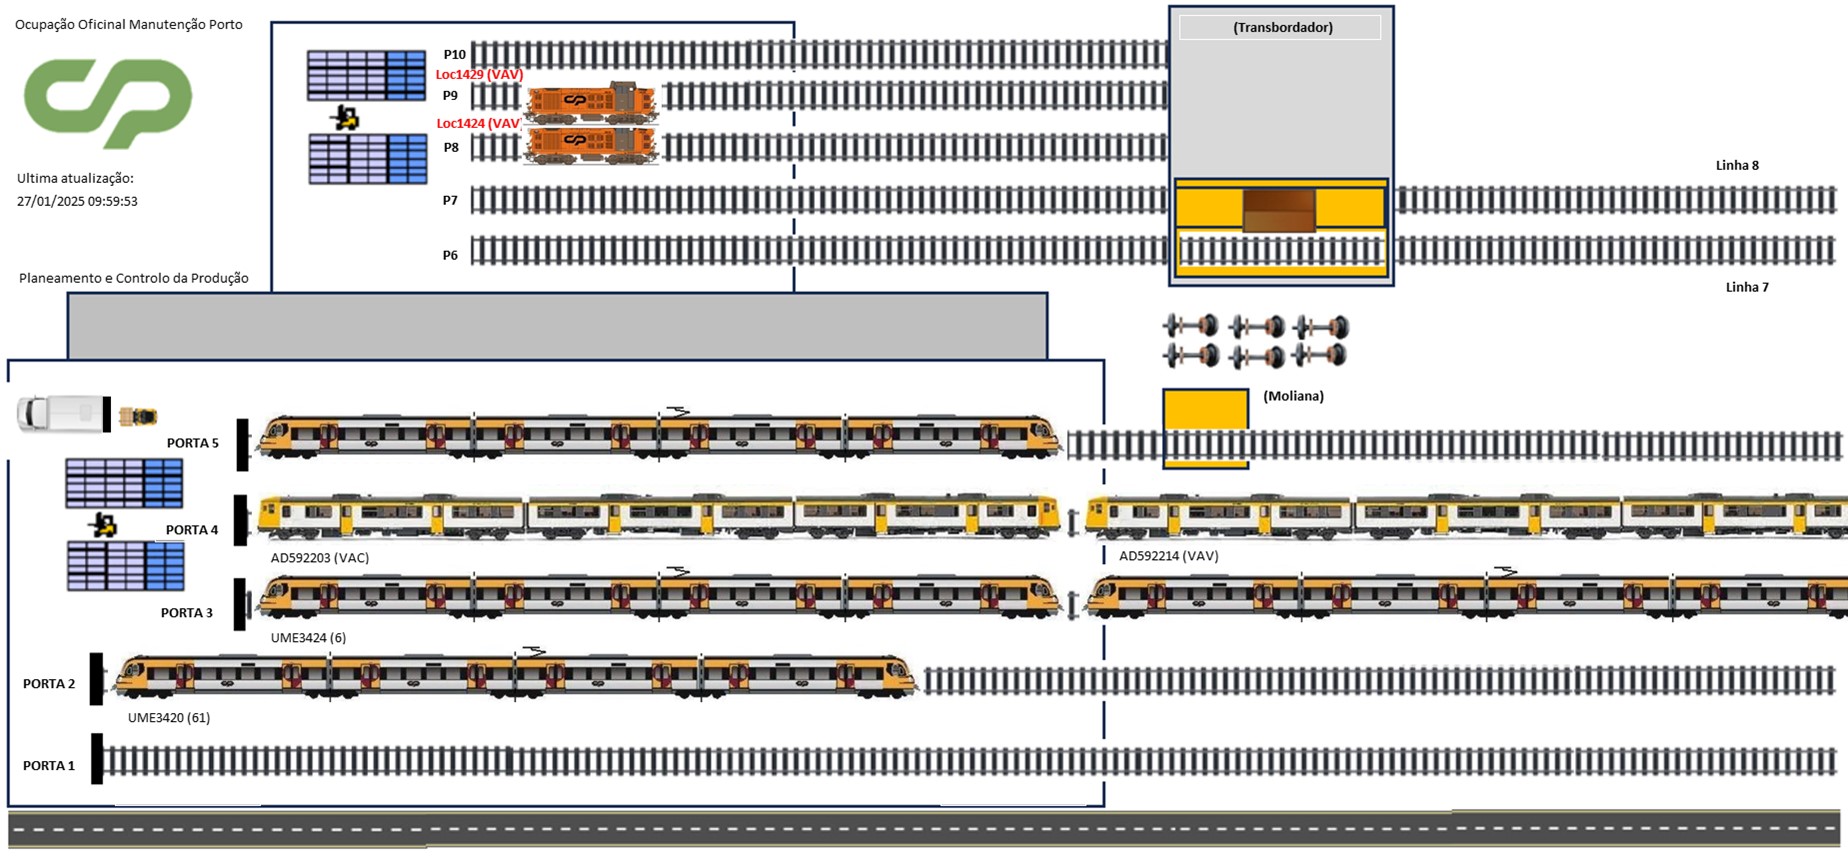 Ocupação Oficinal Manutenção Porto
CP
Ultima atualização:
27/01/2025 09:59:53
Planeamento e Controlo da Produção
P10
Loc1429 (VAV)
P9
Loc1424 (VAV)
P8
P7
P6
(Transbordador)
Linha 8
Linha 7
(Moliana)
PORTA 5
PORTA 4
AD592203 (VAC)
AD592214 (VAV)
PORTA 3
UME3424 (6)
PORTA 2
UME3420 (61)
PORTA 1